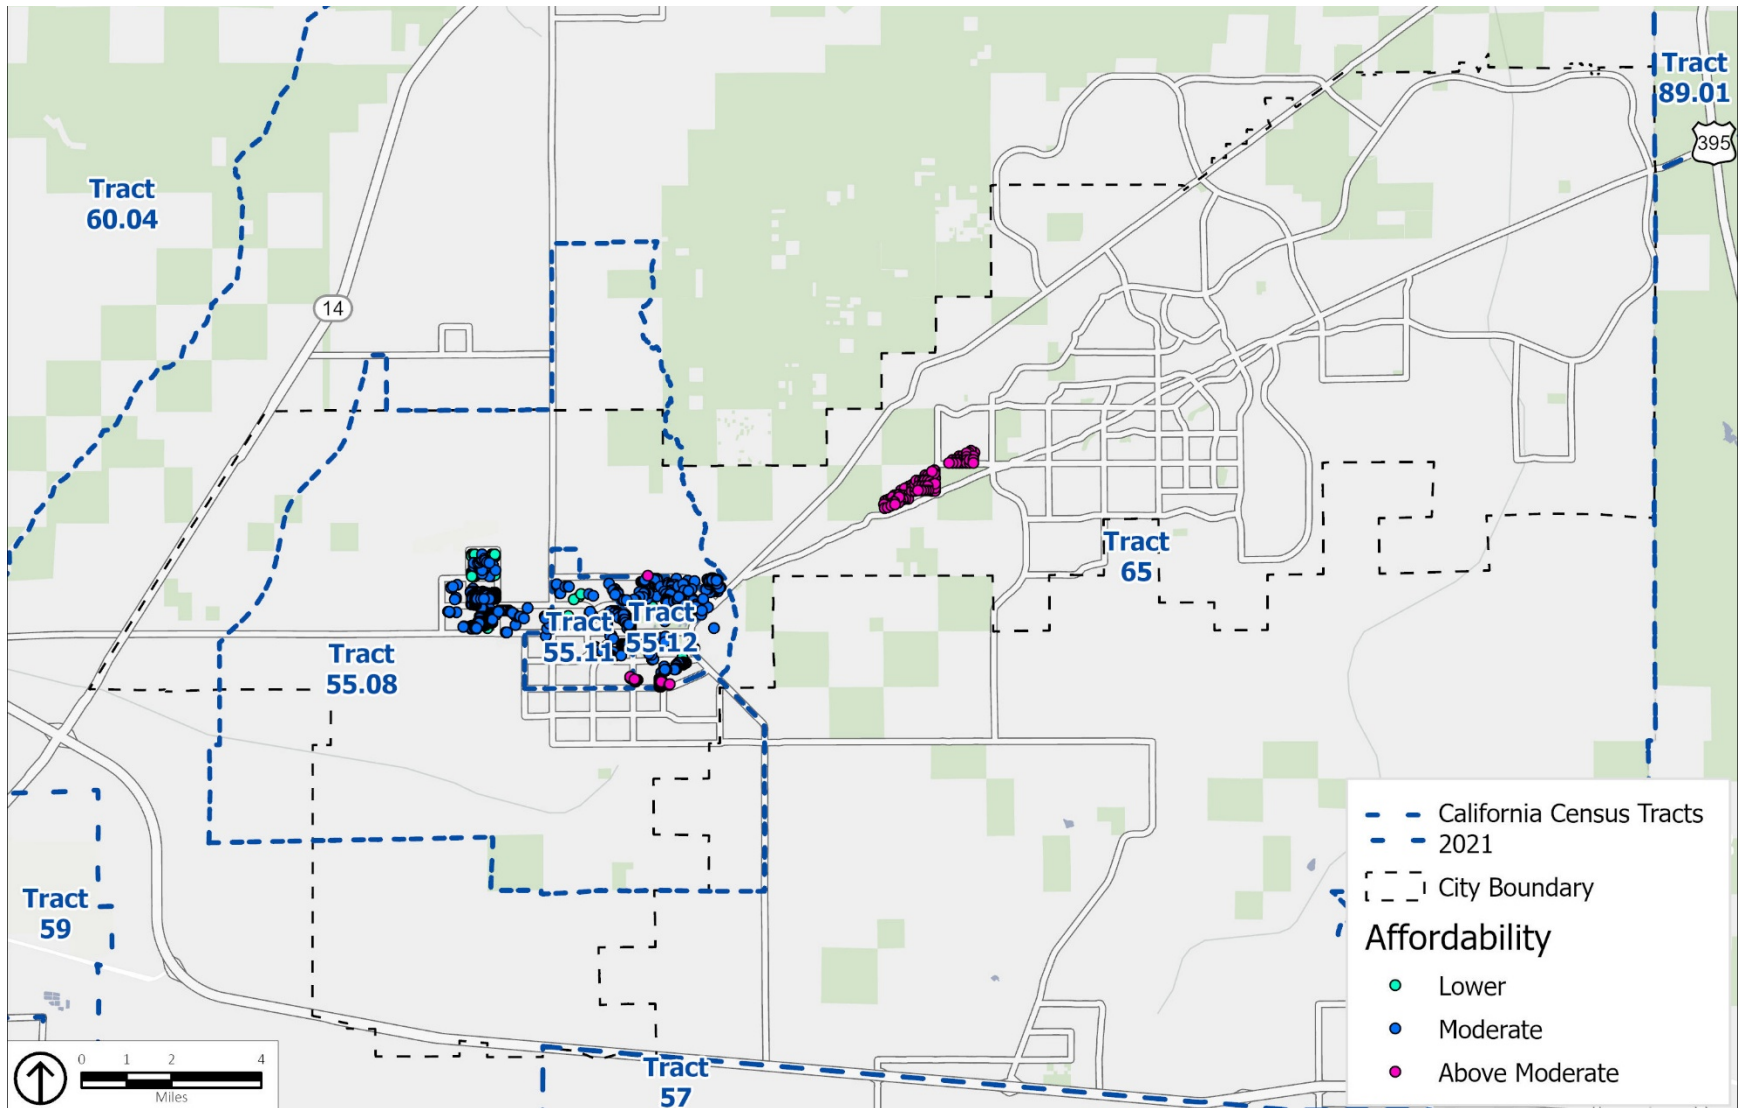 Tract
89.01
395
Tract
60.04
14
Tract
65
Tract
55.11
Tract
55.12
Tract
55.08
Tract
59
Tract
57
California Census Tracts
2021
City Boundary
Affordability
Lower
Moderate
Above Moderate
0 1 2 4
Miles